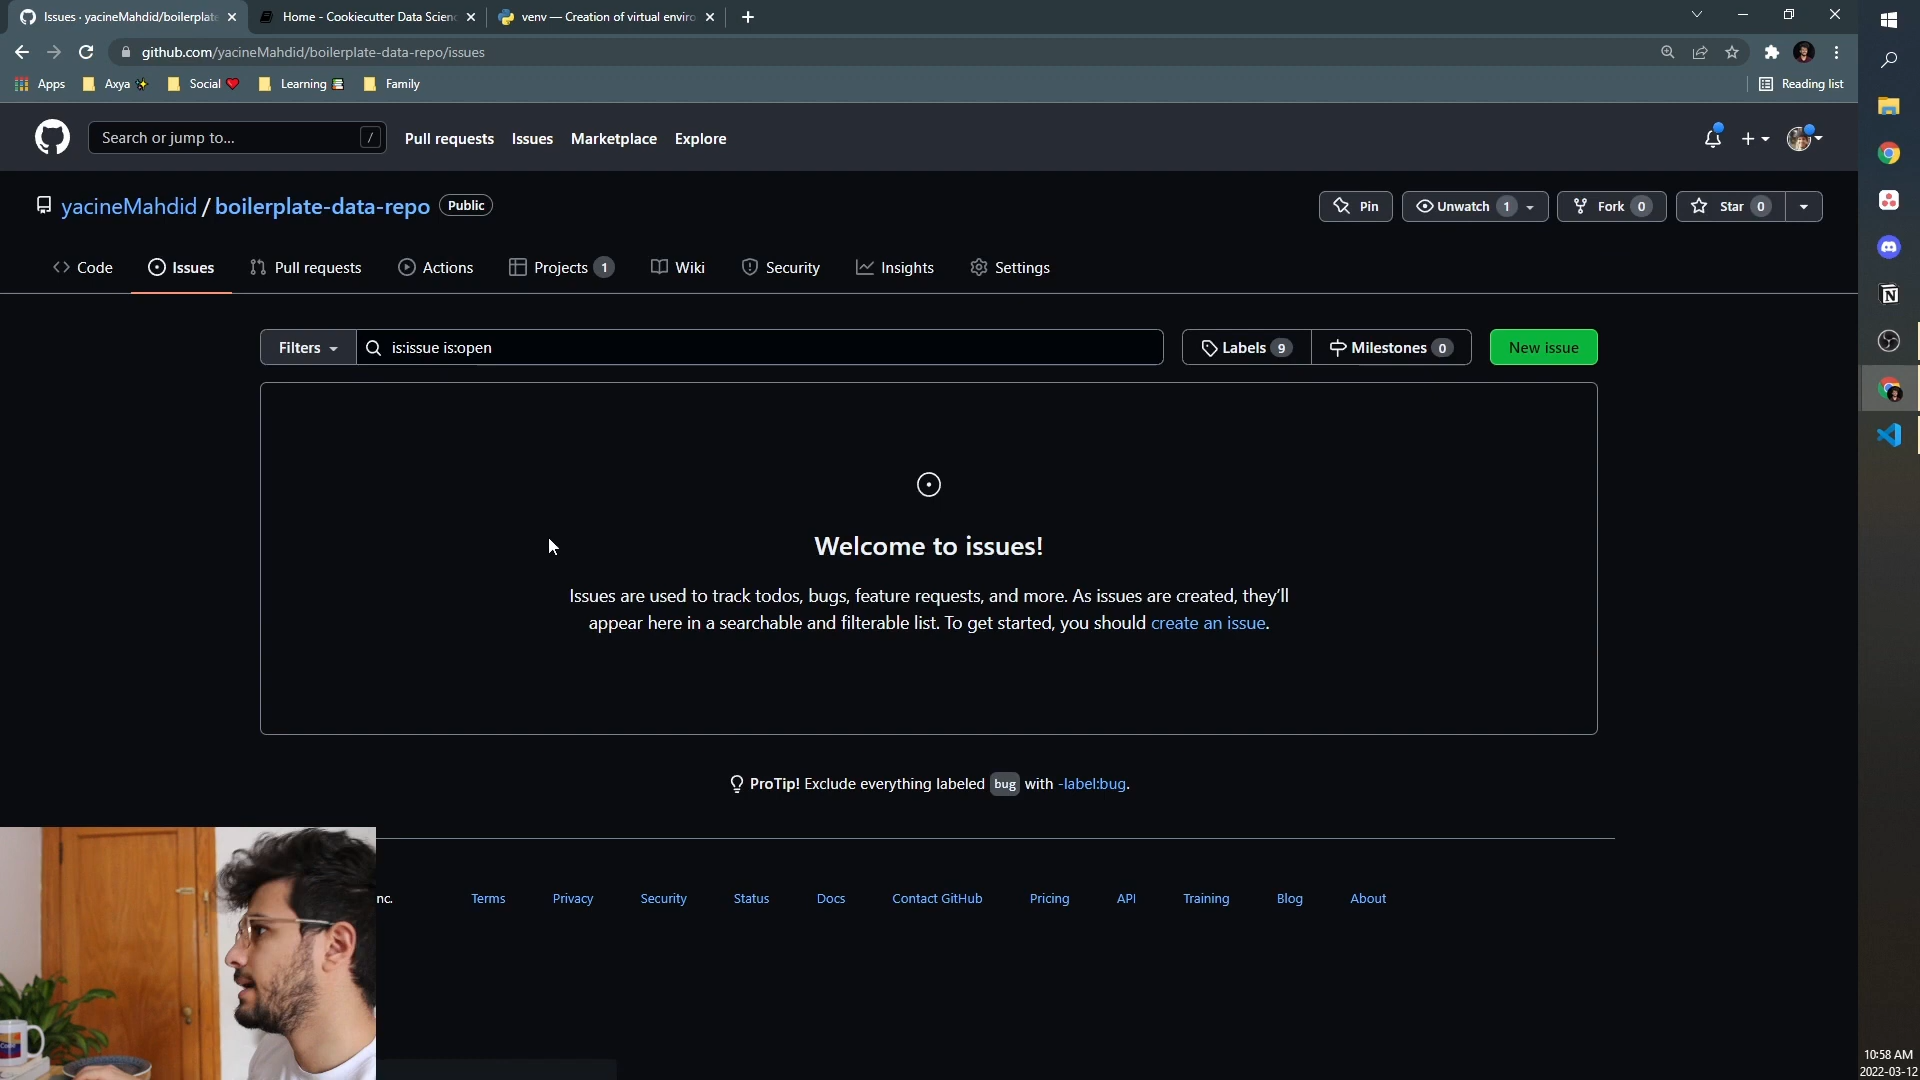 Issues · yacineMahdid/boilerplate
Home - Cookiecutter Data Scienc
venv — Creation of virtual enviro
github.com/yacineMahdid/boilerplate-data-repo/issues
Apps
Axya
Social
Learning
Family
Reading list
Search or jump to...
/
Pull requests
Issues
Marketplace
Explore
yacineMahdid / boilerplate-data-repo
Public
Pin
Unwatch 1
Fork 0
Star 0
Code
Issues
Pull requests
Actions
Projects 1
Wiki
Security
Insights
Settings
Filters
is:issue is:open
Labels 9
Milestones 0
New issue
Welcome to issues!
Issues are used to track todos, bugs, feature requests, and more. As issues are created, they’ll
appear here in a searchable and filterable list. To get started, you should create an issue.
ProTip! Exclude everything labeled bug with -label:bug.
nc.
Terms
Privacy
Security
Status
Docs
Contact GitHub
Pricing
API
Training
Blog
About
10:58 AM
2022-03-12